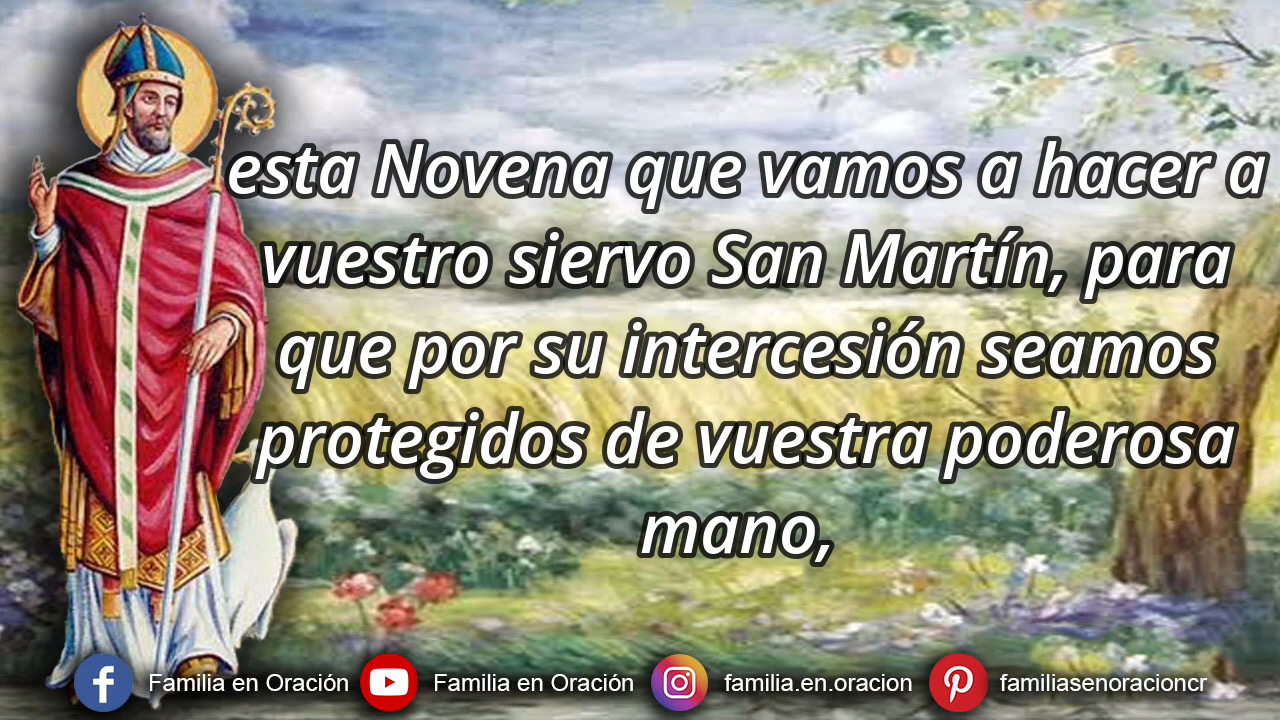 esta Novena que vamos a hacer a
vuestro siervo San Martín, para
que por su intercesión seamos
protegidos de vuestra poderosa
mano,
Familia en Oración Familia en Oración familia.en.oracion familiasenoracioncr